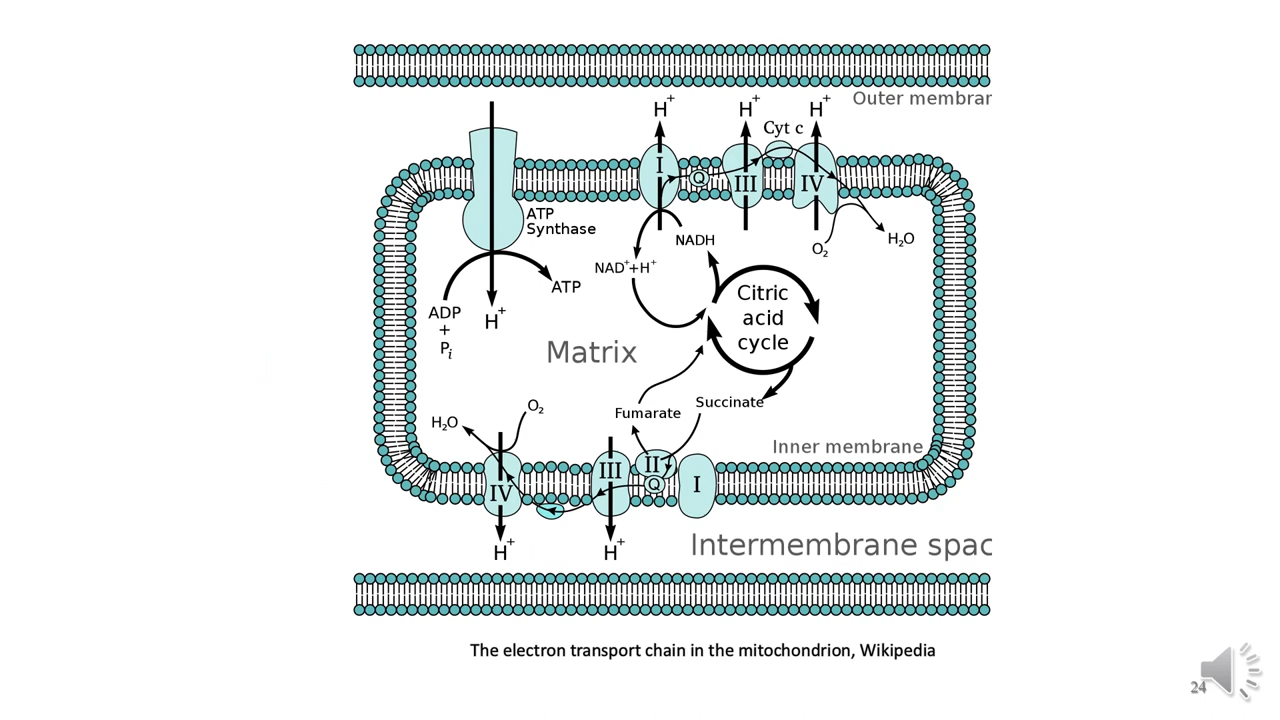 Outer membran
H+
H+
H+
Cyt c
I
Q
III
IV
ATP
Synthase
NADH
O2
H2O
NAD++H+
ATP
ADP
+
Pi
H+
Citric
acid
cycle
Matrix
Succinate
Fumarate
O2
H2O
Inner membrane
IV
III
II
Q
I
H+
H+
Intermembrane spac
The electron transport chain in the mitochondrion, Wikipedia
24